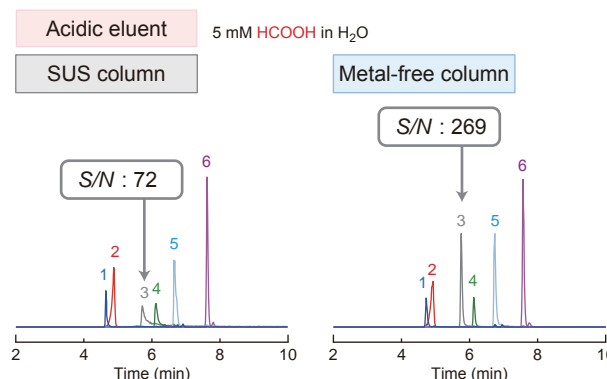 Acidic eluent
5 mM HCOOH in H₂O
SUS column
Metal-free column
S/N : 72
S/N : 269
1
2
3
4
5
6
1
2
3
4
5
6
2 4 6 8 10
2 4 6 8 10
Time (min)
Time (min)